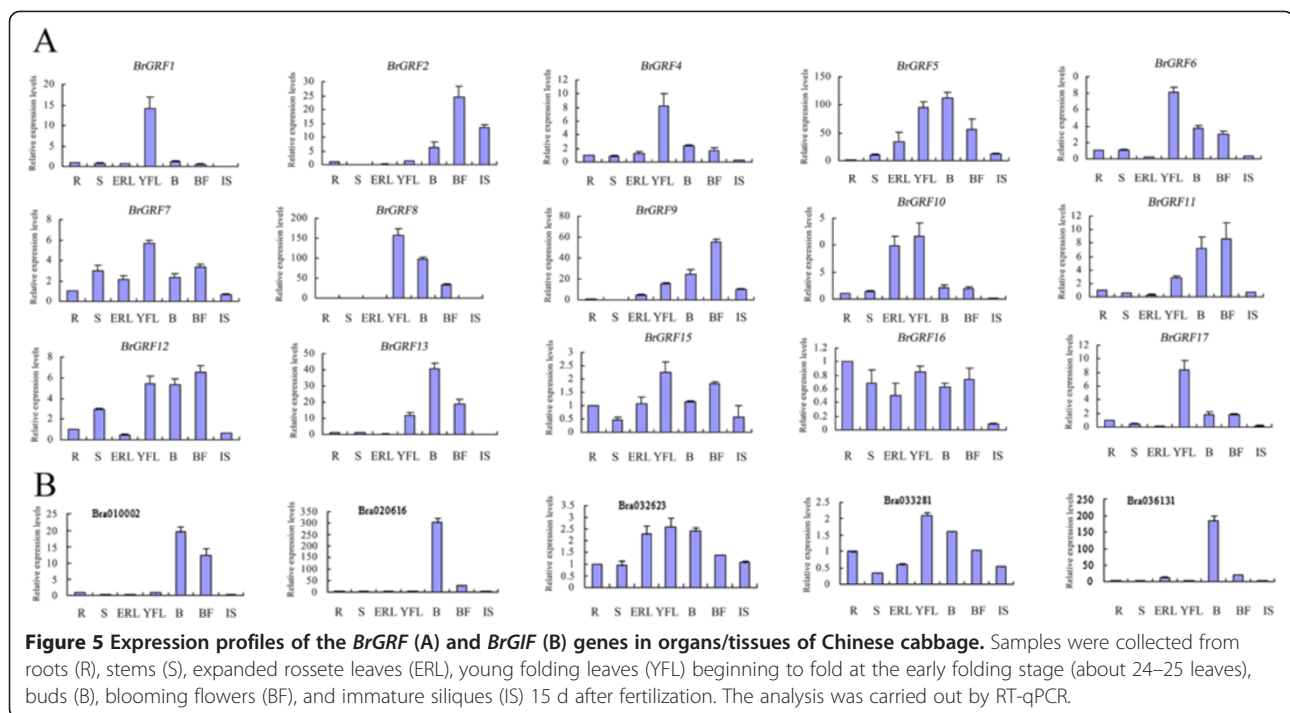 A
BrGRF1
Relative expression levels
20
15
10
5
0
R S ERL YFL B BF IS
BrGRF2
Relative expression levels
30
25
20
15
10
5
0
R S ERL YFL B BF IS
BrGRF4
Relative expression levels
12
10
8
6
4
2
0
R S ERL YFL B BF IS
BrGRF5
Relative expression levels
150
100
50
0
R S ERL YFL B BF IS
BrGRF6
Relative expression levels
0
8
6
4
2
0
R S ERL YFL B BF IS
BrGRF7
Relative expression levels
8
6
4
2
0
R S ERL YFL B BF IS
BrGRF8
Relative expression levels
200
150
100
50
0
R S ERL YFL B BF IS
BrGRF9
Relative expression levels
80
60
40
20
0
R S ERL YFL B BF IS
BrGRF10
Relative expression levels
5
0
5
0
R S ERL YFL B BF IS
BrGRF11
Relative expression levels
12
10
8
6
4
2
0
R S ERL YFL B BF IS
BrGRF12
Relative expression levels
8
6
4
2
0
R S ERL YFL B BF IS
BrGRF13
Relative expression levels
50
40
30
20
10
0
R S ERL YFL B BF IS
BrGRF15
Relative expression levels
3
2.5
2
1.5
1
0.5
0
R S ERL YFL B BF IS
BrGRF16
Relative expression levels
1.2
1
0.8
0.6
0.4
0.2
0
R S ERL YFL B BF IS
BrGRF17
Relative expression levels
12
10
8
6
4
2
0
R S ERL YFL B BF IS
B
Bra010002
Relative expression levels
25
20
15
10
5
0
R S ERL YFL B BF IS
Bra020616
Relative expression levels
350
300
250
200
150
100
50
0
R S ERL YFL B BF IS
Bra032623
Relative expression levels
3.5
3
2.5
2
1.5
1
0.5
0
R S ERL YFL B BF IS
Bra033281
Relative expression levels
2.5
2
1.5
1
0.5
0
R S ERL YFL B BF IS
Bra036131
Relative expression levels
250
200
150
100
50
0
R S ERL YFL B BF IS
Figure 5 Expression profiles of the BrGRF (A) and BrGIF (B) genes in organs/tissues of Chinese cabbage. Samples were collected from
roots (R), stems (S), expanded rossete leaves (ERL), young folding leaves (YFL) beginning to fold at the early folding stage (about 24–25 leaves),
buds (B), blooming flowers (BF), and immature siliques (IS) 15 d after fertilization. The analysis was carried out by RT-qPCR.